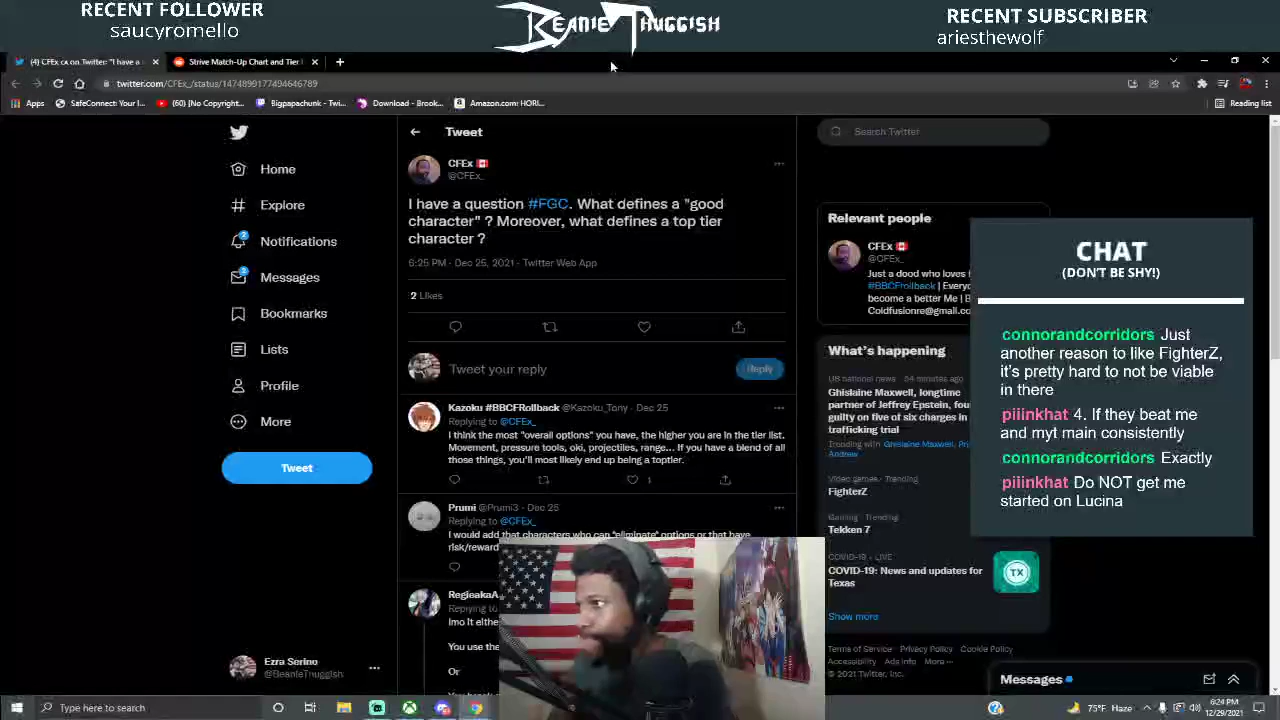 RECENT FOLLOWER
saucyromello
BEANIE THUGGISH
RECENT SUBSCRIBER
ariesthewolf
(4) CFEx on Twitter: "I have a
Strive Match-Up Chart and Tier
twitter.com/CFEx_/status/1474899177494646789
Apps
SafeConnect Your I...
(60) [No Copyright...
Bigpapachunk - Twi...
Download - Brook...
Amazon.com: HORI...
Reading list
Home
Explore
2
Notifications
Messages
Bookmarks
Lists
Profile
More
Tweet
Ezra Serino
@BeanieThuggish
Tweet
CFEx
@CFEx_
I have a question #FGC. What defines a "good
character" ? Moreover, what defines a top tier
character ?
6:25 PM · Dec 25, 2021 · Twitter Web App
2 Likes
Tweet your reply
Reply
Kazoku #BBCFRollback @Kazoku_Tony · Dec 25
Replying to @CFEx_
I think the most "overall options" you have, the higher you are in the tier list.
Movement, pressure tools, oki, projectiles, range... If you have a blend of all
those things, you'll most likely end up being a toptier.
1
Prumi @Prumi3 · Dec 25
Replying to @CFEx_
I would add that characters who can "eliminate" options or that have
risk/reward
RegieakaA
Replying to
Imo It eithe
You use the
Or
Search Twitter
Relevant people
CFEx
@CFEx_
Just a dood who loves
#BBCFrollback | Everyo
become a better Me | B
Coldfusionre@gmail.co
What's happening
US national news · 54 minutes ago
Ghislaine Maxwell, longtime
partner of Jeffrey Epstein, fou
guilty on five of six charges in
trafficking trial
Trending with Ghislaine Maxwell, Pri
Andrew
Video games · Trending
FighterZ
Gaming · Trending
Tekken 7
COVID-19 · LIVE
COVID-19: News and updates for
Texas
TX
Show more
Terms of Service Privacy Policy Cookie Policy
Accessibility Ads info More ···
© 2021 Twitter, Inc.
Messages
CHAT
(DON'T BE SHY!)
connorandcorridors Just
another reason to like FighterZ,
it's pretty hard to not be viable
in there
piiinkhat 4. If they beat me
and myt main consistently
connorandcorridors Exactly
piiinkhat Do NOT get me
started on Lucina
Type here to search
75°F Haze
6:24 PM
12/29/2021